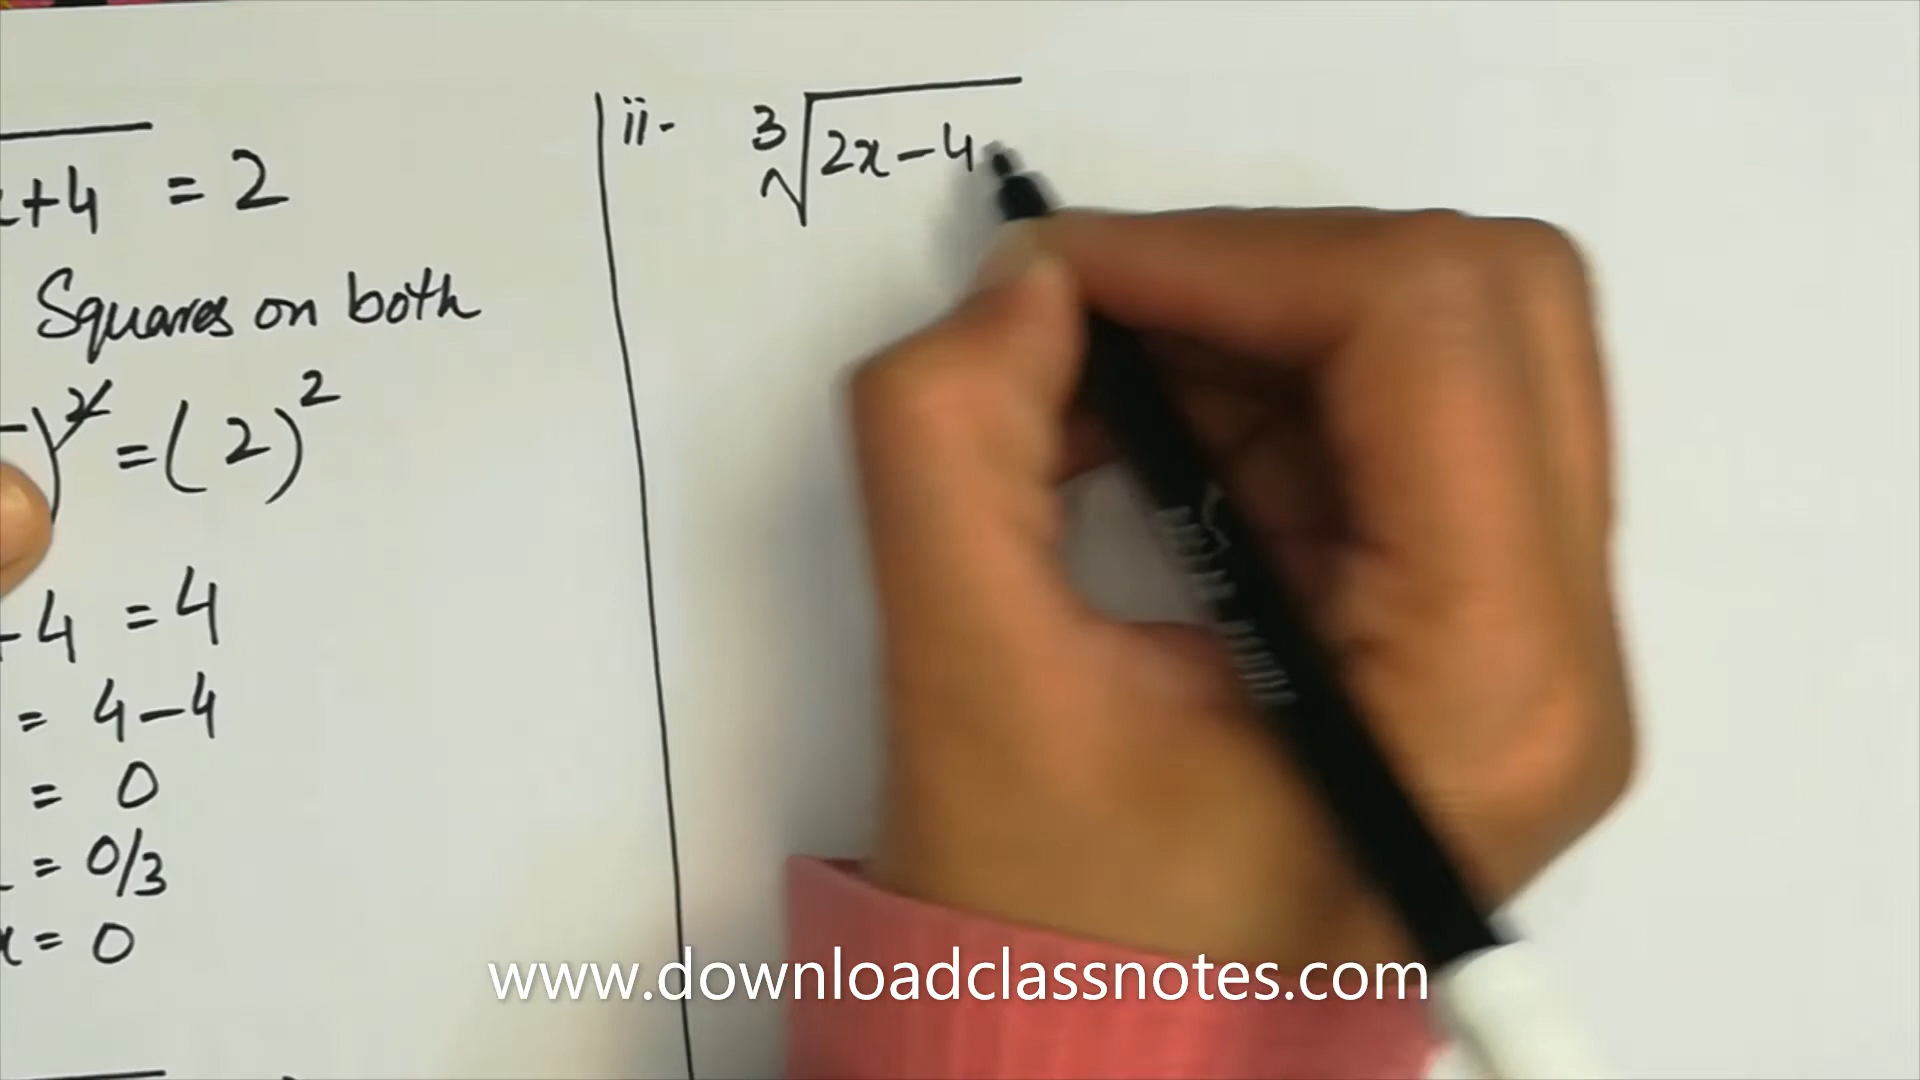 +4 = 2
Squares on both
)² = (2)²
4 = 4
= 4-4
= 0
= 0/3
x = 0
ii- ∛2x-4
www.downloadclassnotes.com